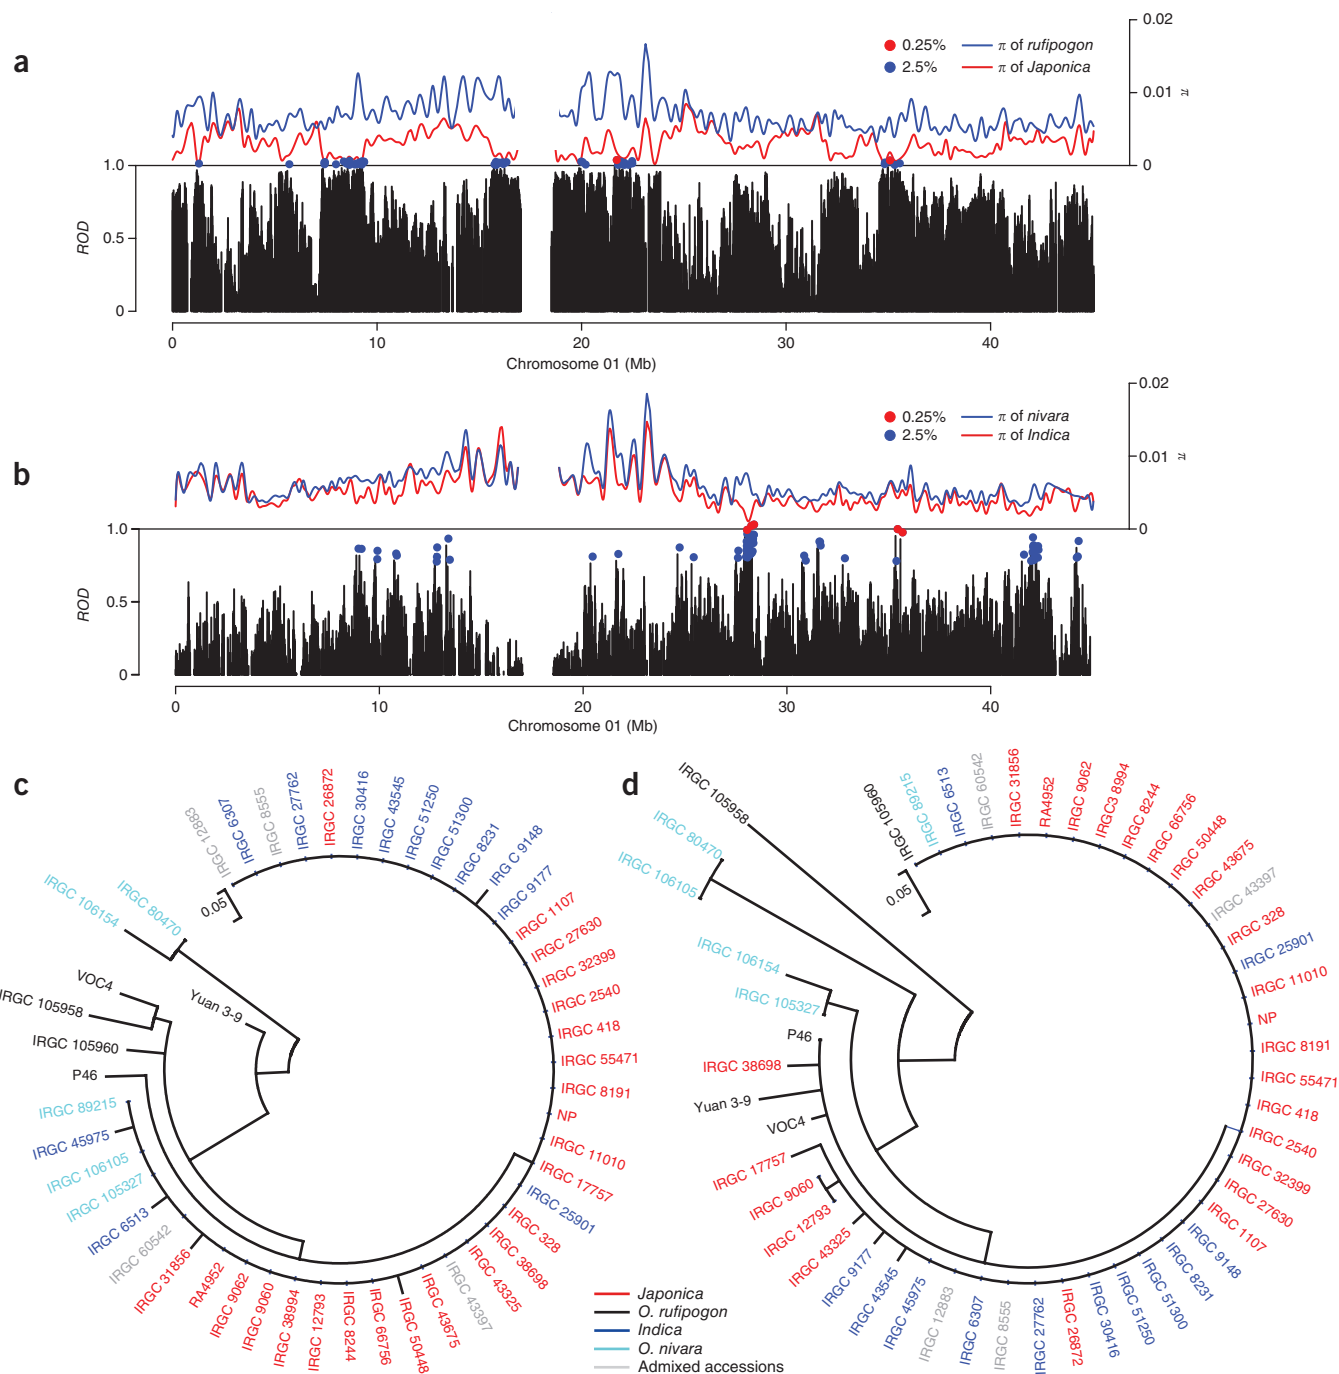 a
0.02
0.25%
π of rufipogon
2.5%
π of Japonica
0.01
π
0
1.0
0.5
0
ROD
0
10
20
30
40
Chromosome 01 (Mb)
b
0.02
0.25%
π of nivara
2.5%
π of Indica
0.01
π
0
1.0
0.5
0
ROD
0
10
20
30
40
Chromosome 01 (Mb)
c
IRGC 12883
IRGC 6307
IRGC 8555
IRGC 27762
IRGC 26872
IRGC 30416
IRGC 43545
IRGC 51250
IRGC 51300
IRGC 8231
IRG C 9148
IRGC 9177
IRGC 1107
IRGC 27630
IRGC 32399
IRGC 2540
IRGC 418
IRGC 55471
IRGC 8191
NP
IRGC 11010
IRGC 17757
IRGC 25901
IRGC 328
IRGC 38698
IRGC 43325
IRGC 43397
IRGC 43675
IRGC 50448
IRGC 66756
IRGC 8244
IRGC 12793
IRGC 38994
IRGC 9060
IRGC 9062
RA4952
IRGC 31856
IRGC 60542
IRGC 6513
IRGC 105327
IRGC 106105
IRGC 45975
IRGC 89215
P46
IRGC 105960
IRGC 105958
VOC4
Yuan 3-9
IRGC 106154
IRGC 80470
0.05
d
IRGC 105958
IRGC 80470
IRGC 106105
IRGC 106154
IRGC 105327
P46
IRGC 38698
Yuan 3-9
VOC4
IRGC 17757
IRGC 9060
IRGC 12793
IRGC 43325
IRGC 9177
IRGC 43545
IRGC 45975
IRGC 12883
IRGC 6307
IRGC 8555
IRGC 27762
IRGC 26872
IRGC 30416
IRGC 51250
IRGC 51300
IRGC 8231
IRGC 9148
IRGC 1107
IRGC 27630
IRGC 32399
IRGC 2540
IRGC 418
IRGC 55471
IRGC 8191
NP
IRGC 11010
IRGC 25901
IRGC 328
IRGC 43397
IRGC 43675
IRGC 50448
IRGC 66756
IRGC 8244
IRGC3 8994
IRGC 9062
RA4952
IRGC 31856
IRGC 60542
IRGC 6513
IRGC 89215
IRGC 105960
0.05
Japonica
O. rufipogon
Indica
O. nivara
Admixed accessions